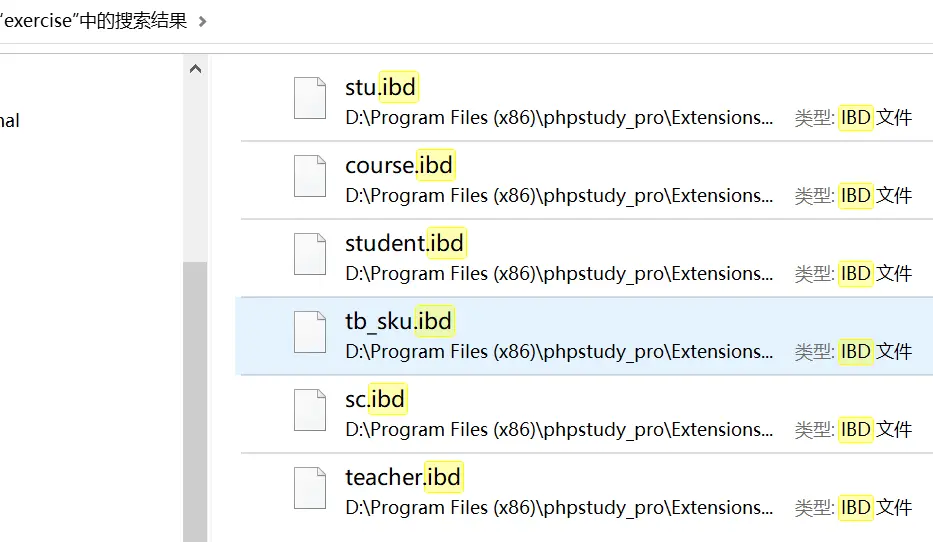 "exercise"中的搜索结果
nal
stu.ibd
D:\Program Files (x86)\phpstudy_pro\Extensions... 类型: IBD 文件
course.ibd
D:\Program Files (x86)\phpstudy_pro\Extensions... 类型: IBD 文件
student.ibd
D:\Program Files (x86)\phpstudy_pro\Extensions... 类型: IBD 文件
tb_sku.ibd
D:\Program Files (x86)\phpstudy_pro\Extensions... 类型: IBD 文件
sc.ibd
D:\Program Files (x86)\phpstudy_pro\Extensions... 类型: IBD 文件
teacher.ibd
D:\Program Files (x86)\phpstudy_pro\Extensions... 类型: IBD 文件